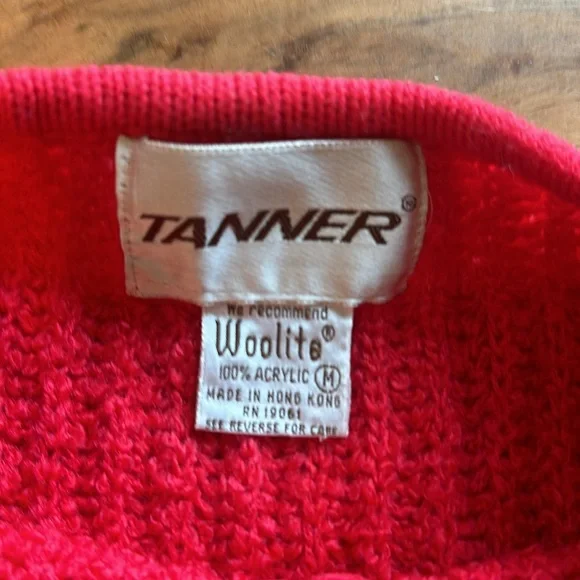 TANNER®
We recommend
Woolite®
100% ACRYLIC Ⓜ
MADE IN HONG KONG
RN 19061
SEE REVERSE FOR CARE